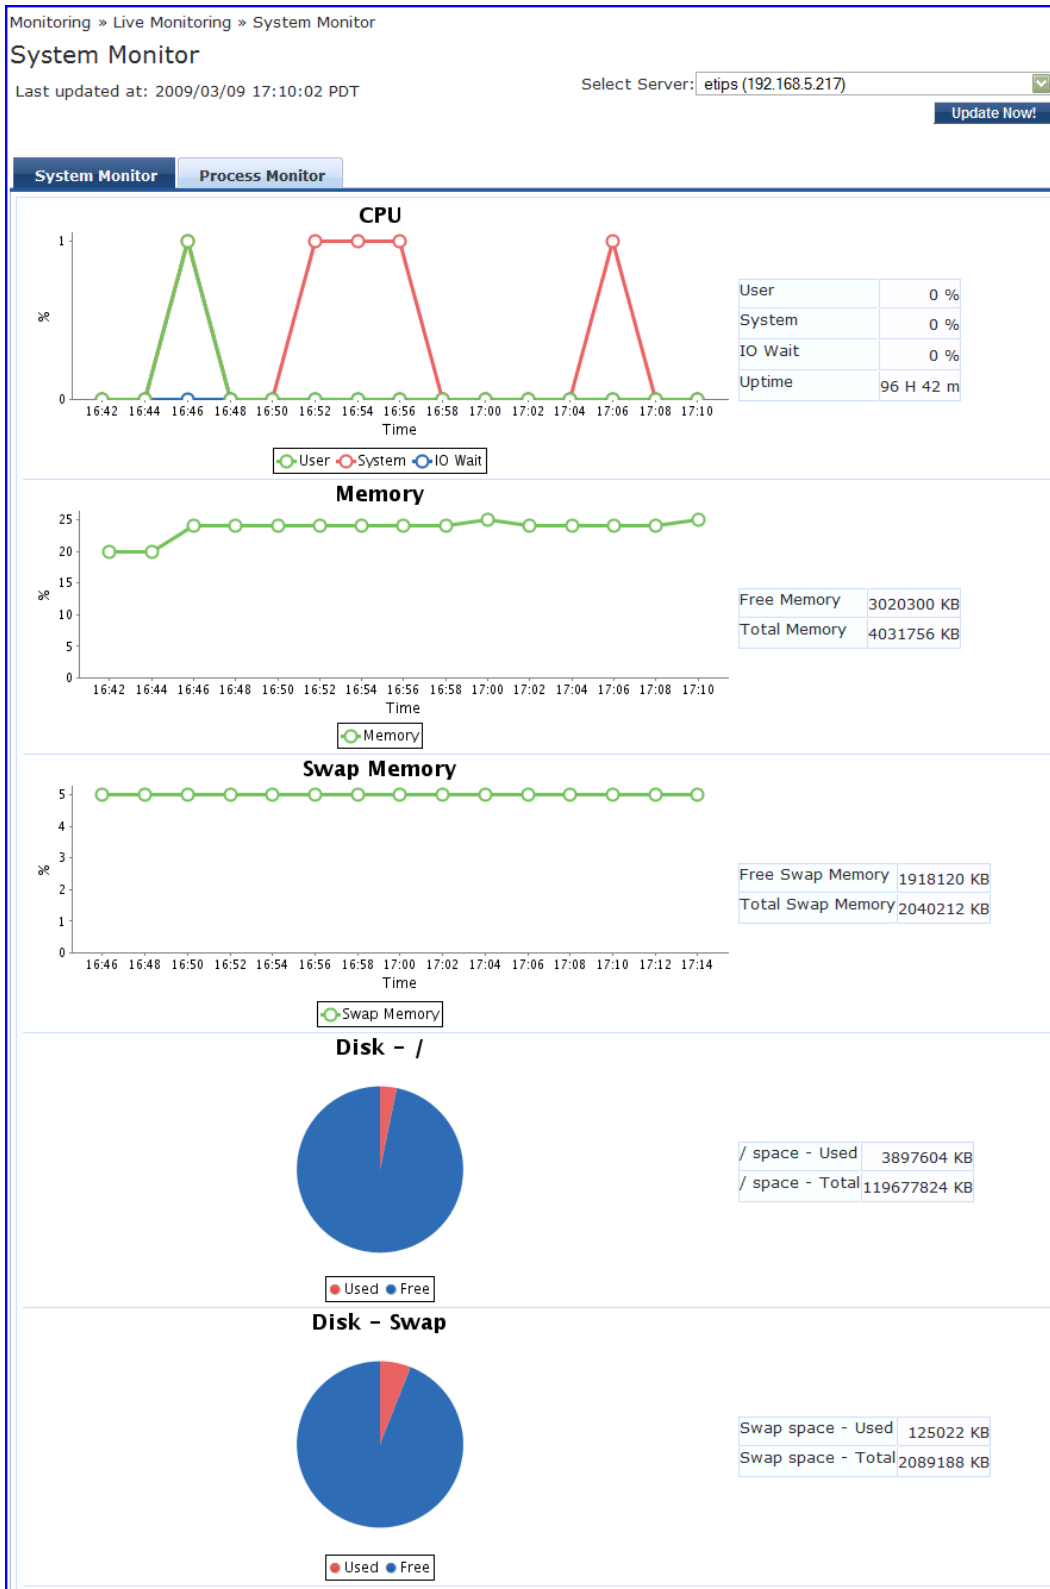 Monitoring » Live Monitoring » System Monitor
System Monitor
Last updated at: 2009/03/09 17:10:02 PDT
Select Server: etips (192.168.5.217)
Update Now!
System Monitor Process Monitor
CPU
1
%
0
16:42 16:44 16:46 16:48 16:50 16:52 16:54 16:56 16:58 17:00 17:02 17:04 17:06 17:08 17:10
Time
User System IO Wait
User 0 %
System 0 %
IO Wait 0 %
Uptime 96 H 42 m
Memory
25
20
15
%
10
5
0
16:42 16:44 16:46 16:48 16:50 16:52 16:54 16:56 16:58 17:00 17:02 17:04 17:06 17:08 17:10
Time
Memory
Free Memory 3020300 KB
Total Memory 4031756 KB
Swap Memory
5
4
3
%
2
1
0
16:46 16:48 16:50 16:52 16:54 16:56 16:58 17:00 17:02 17:04 17:06 17:08 17:10 17:12 17:14
Time
Swap Memory
Free Swap Memory 1918120 KB
Total Swap Memory 2040212 KB
Disk - /
Used Free
/ space - Used 3897604 KB
/ space - Total 119677824 KB
Disk - Swap
Used Free
Swap space - Used 125022 KB
Swap space - Total 2089188 KB